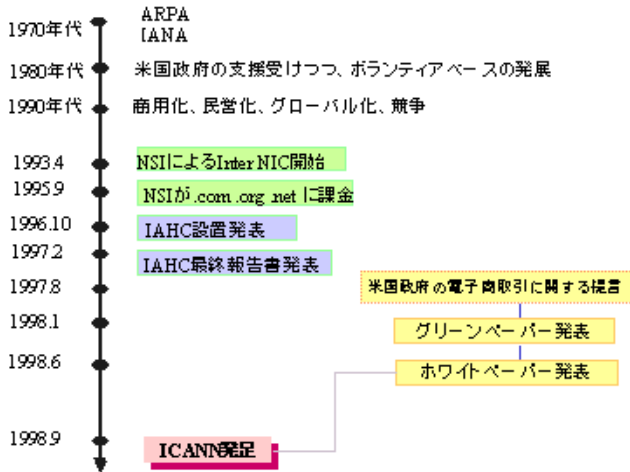 1970年代
ARPA
IANA
1980年代 米国政府の支援受けつつ、ボランティアベースの発展
1990年代 商用化、民営化、グローバル化、競争
1993.4 NSIによるInter NIC開始
1995.9 NSIが.com .org .net に課金
1996.10 IAHC設置発表
1997.2 IAHC最終報告書発表
1997.8 米国政府の電子商取引に関する提言
1998.1 グリーンペーパー発表
1998.6 ホワイトペーパー発表
1998.9 ICANN発足